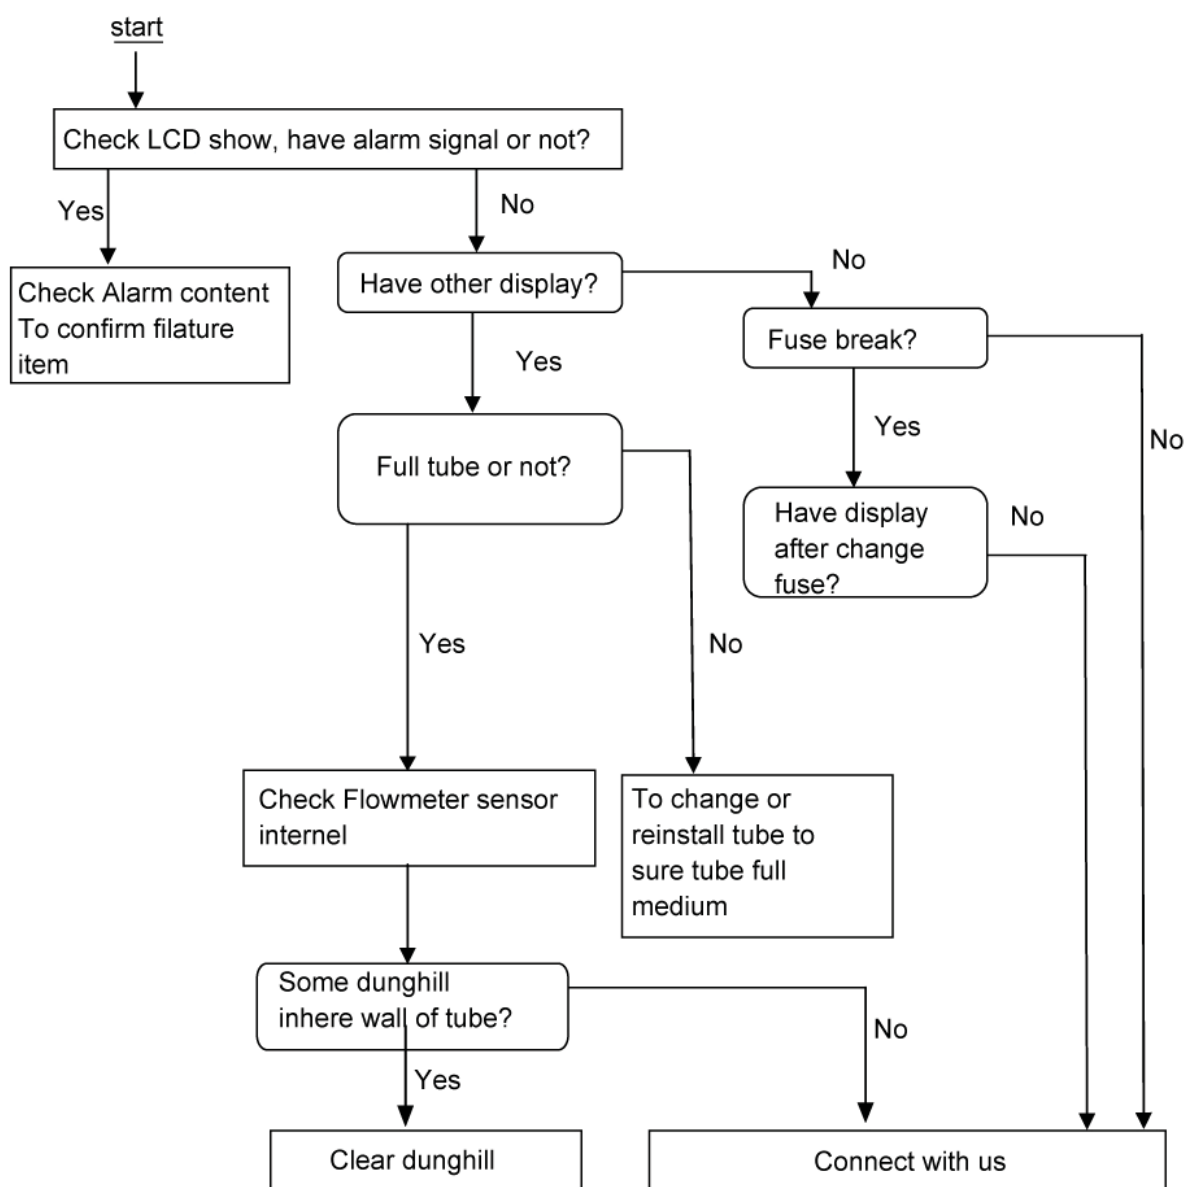 start
Check LCD show, have alarm signal or not?
Yes
No
Check Alarm content
To confirm filature
item
Have other display?
No
Fuse break?
Yes
Yes
No
Full tube or not?
Have display
after change
fuse?
No
Yes
No
Check Flowmeter sensor
internel
To change or
reinstall tube to
sure tube full
medium
Some dunghill
inhere wall of tube?
No
Yes
Clear dunghill
Connect with us